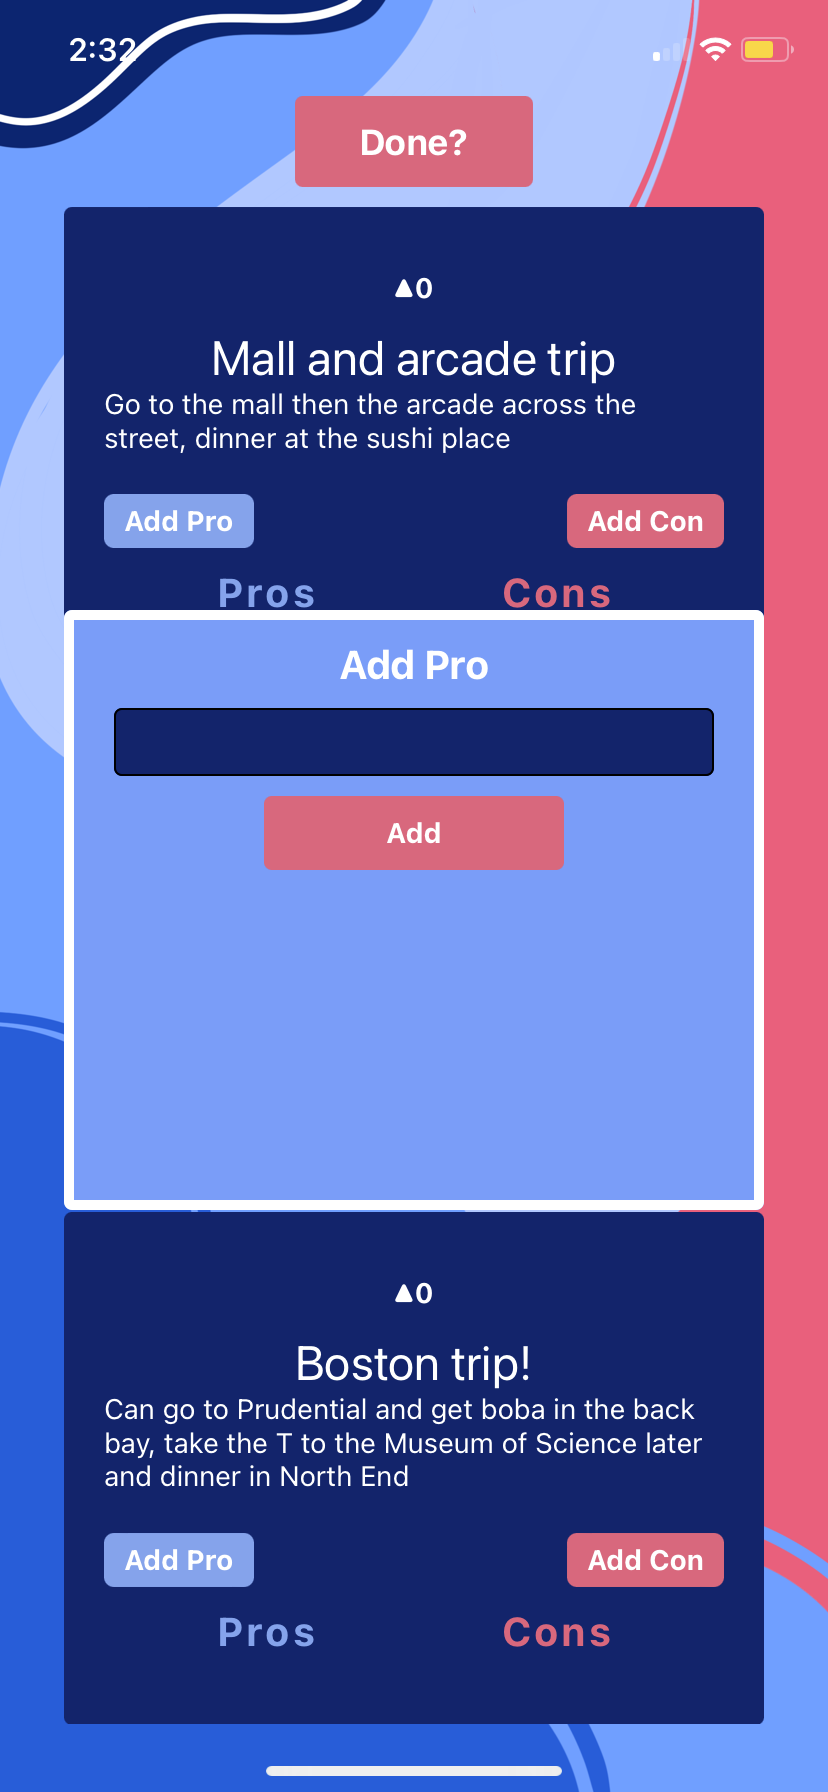 2:32
Done?
▲0
Mall and arcade trip
Go to the mall then the arcade across the
street, dinner at the sushi place
Add Pro Add Con
Pros Cons
Add Pro
Add
▲0
Boston trip!
Can go to Prudential and get boba in the back
bay, take the T to the Museum of Science later
and dinner in North End
Add Pro Add Con
Pros Cons